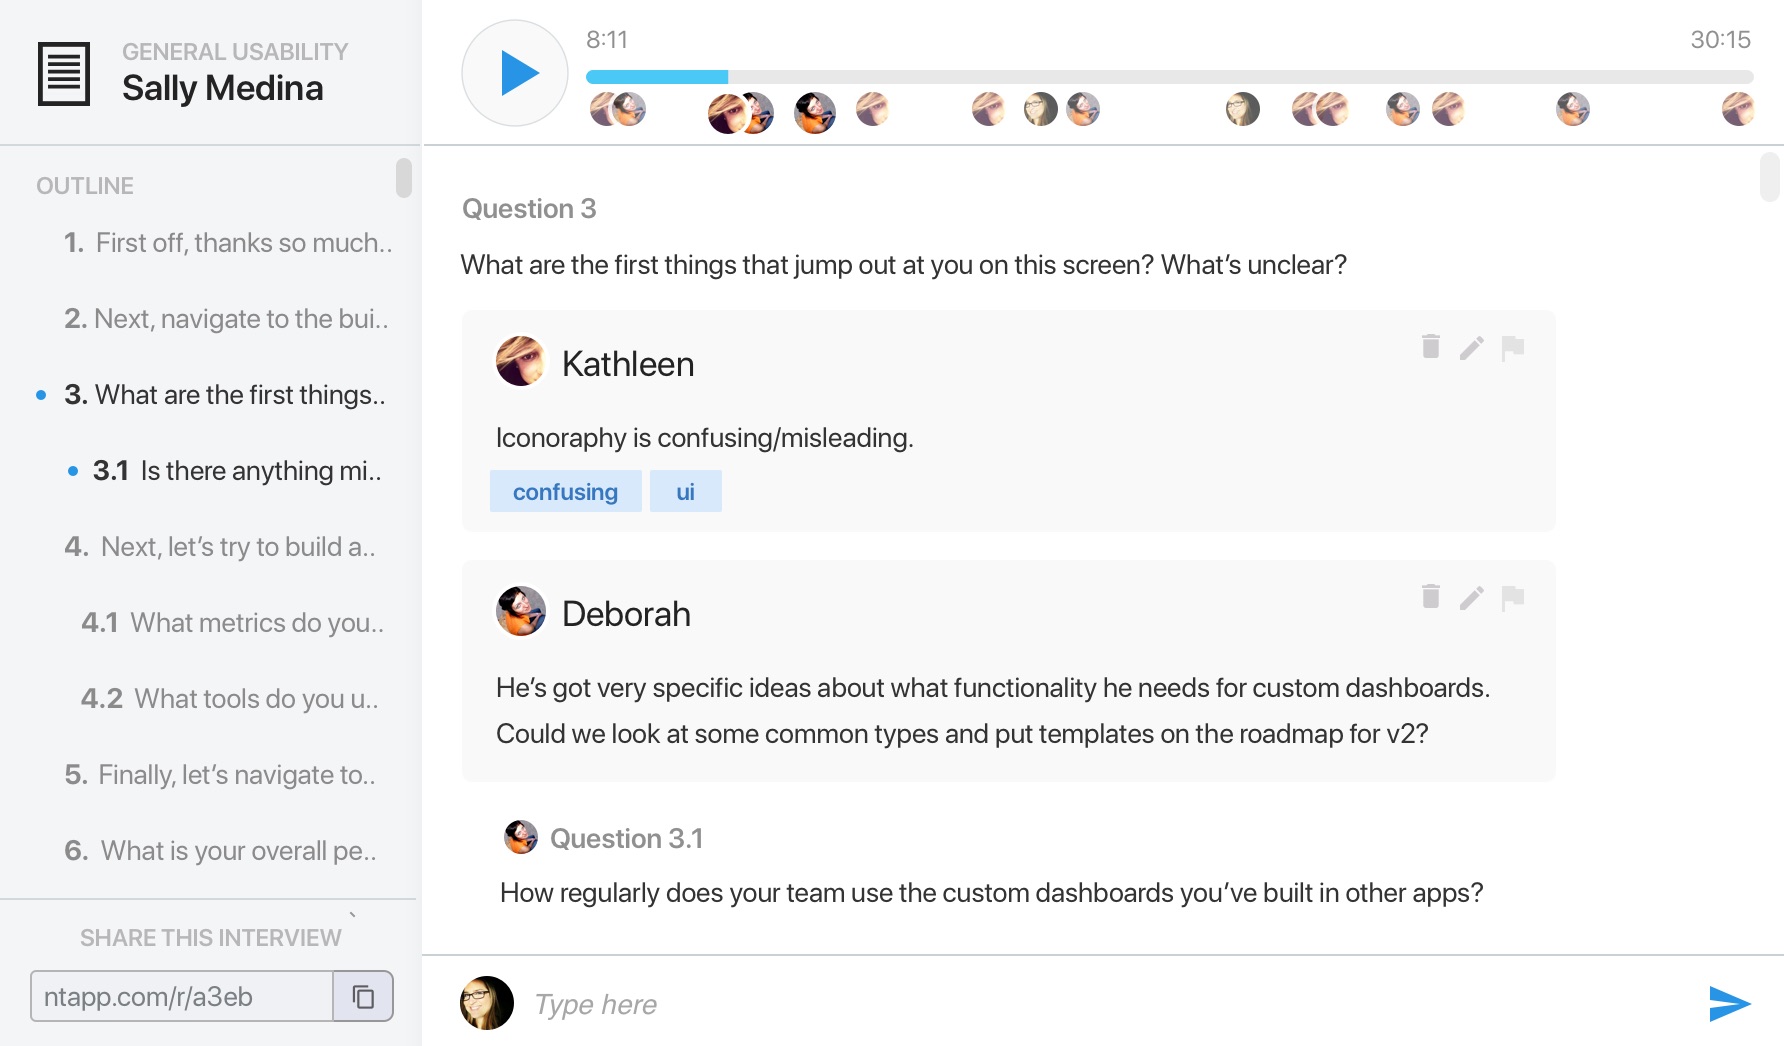 GENERAL USABILITY
Sally Medina
8:11
30:15
OUTLINE
1. First off, thanks so much..
2. Next, navigate to the bui..
3. What are the first things..
3.1 Is there anything mi..
4. Next, let’s try to build a..
4.1 What metrics do you..
4.2 What tools do you u..
5. Finally, let’s navigate to..
6. What is your overall pe..
`
SHARE THIS INTERVIEW
ntapp.com/r/a3eb
Question 3
What are the first things that jump out at you on this screen? What’s unclear?
Kathleen
Iconoraphy is confusing/misleading.
confusing ui
Deborah
He’s got very specific ideas about what functionality he needs for custom dashboards.
Could we look at some common types and put templates on the roadmap for v2?
Question 3.1
How regularly does your team use the custom dashboards you’ve built in other apps?
Type here